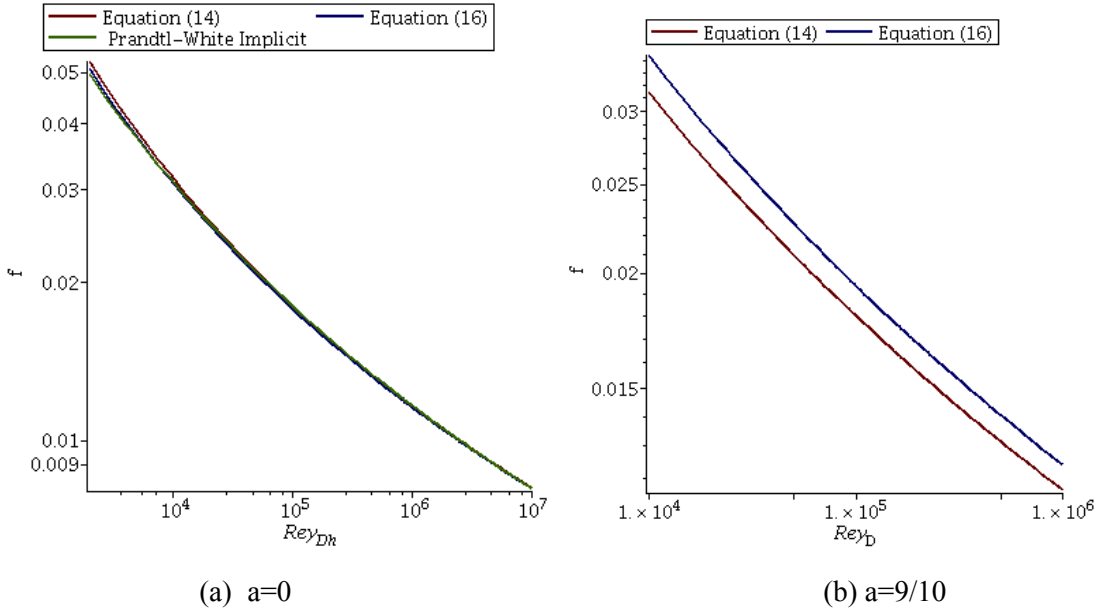 Equation (14) Equation (16)
Prandtl-White Implicit
0.05
0.04
0.03
0.02
0.01
0.009
f
10^4 10^5 10^6 10^7
Rey_Dh
(a) a=0
Equation (14) Equation (16)
0.03
0.025
0.02
0.015
f
1. × 10^4 1. × 10^5 1. × 10^6
Rey_D
(b) a=9/10